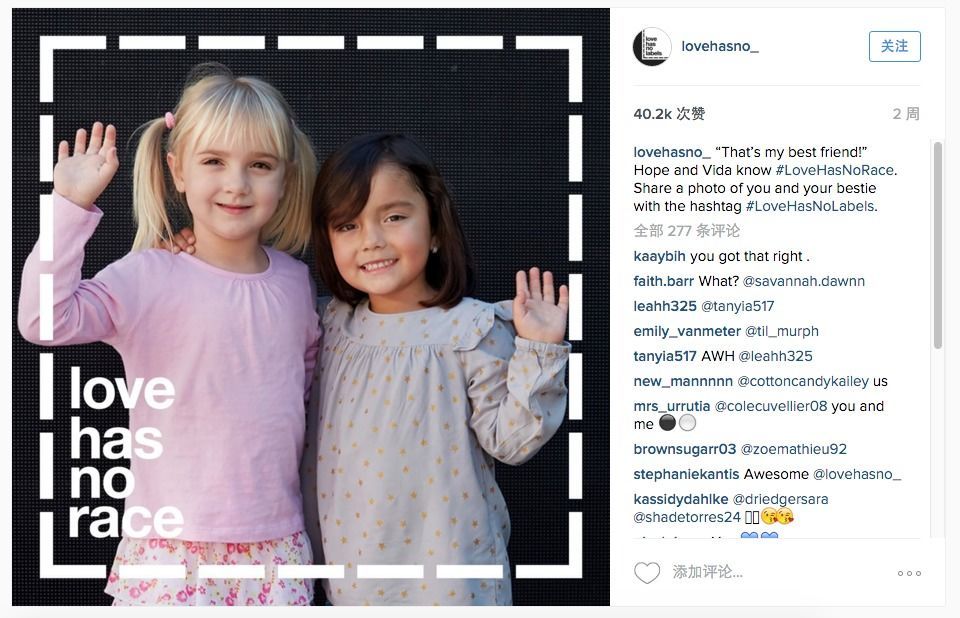 love
has
no
race
love
has
no
labels
lovehasno_
关注
40.2k 次赞
2 周
lovehasno_ “That’s my best friend!”
Hope and Vida know #LoveHasNoRace.
Share a photo of you and your bestie
with the hashtag #LoveHasNoLabels.
全部 277 条评论
kaaybih you got that right .
faith.barr What? @savannah.dawnn
leahh325 @tanyia517
emily_vanmeter @til_murph
tanyia517 AWH @leahh325
new_mannnnn @cottoncandykailey us
mrs_urrutia @colecuvellier08 you and
me ⚫⚪
brownsugarr03 @zoemathieu92
stephaniekantis Awesome @lovehasno_
kassidydahlke @driedgersara
@shadetorres24 😘😘
添加评论...